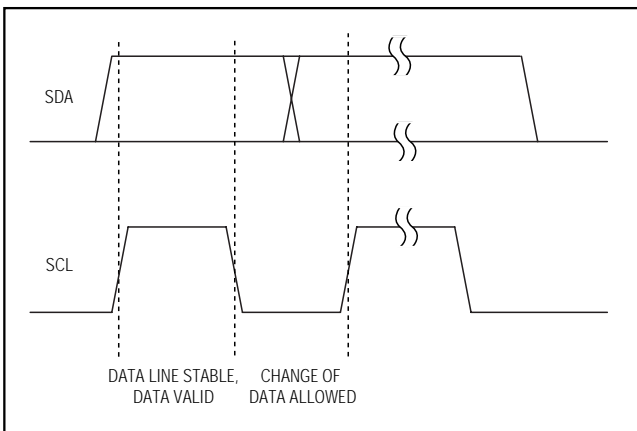 SDA
SCL
DATA LINE STABLE,
DATA VALID
CHANGE OF
DATA ALLOWED